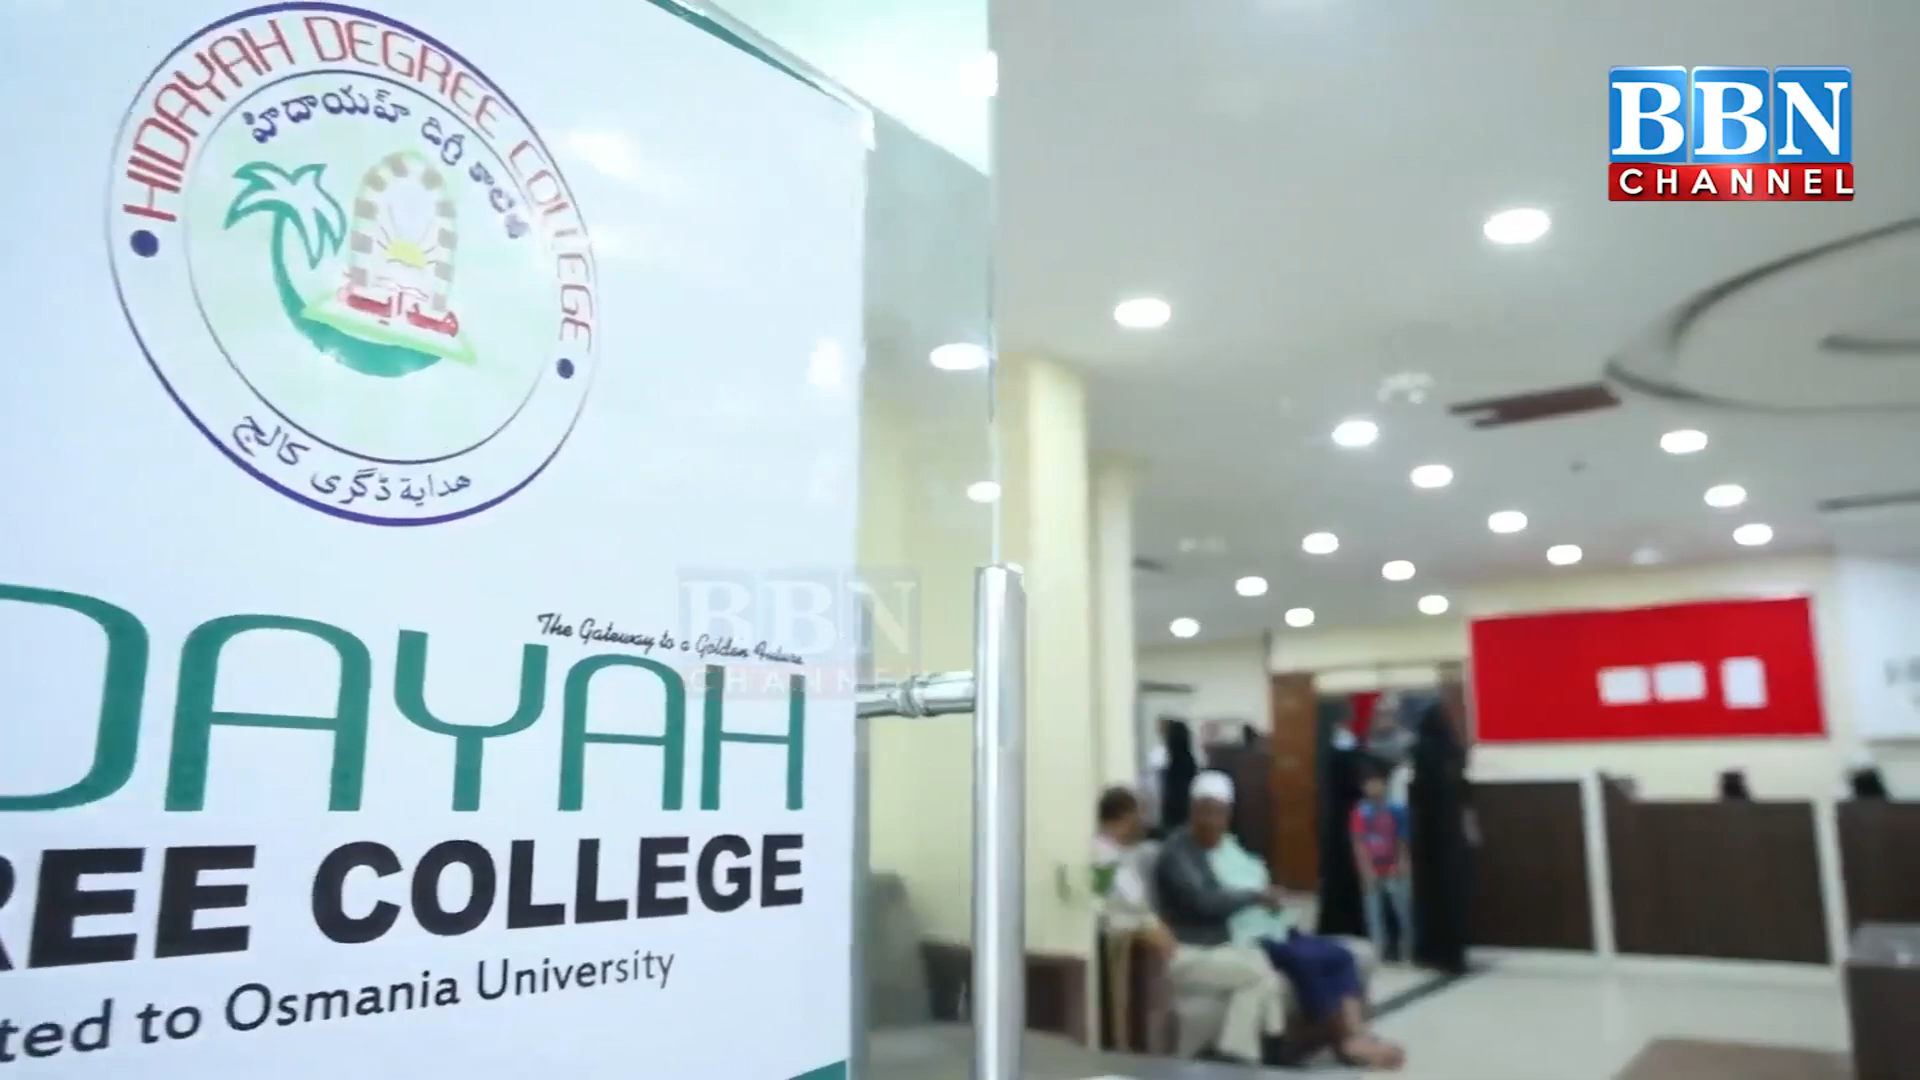 HIDAYAH DEGREE COLLEGE
హిదాయహ్ డిగ్రీ కాలేజీ
هداية
هداية ڈگری کالج
BBN
CHANNEL
The Gateway to a Golden Future
DAYAH
REE COLLEGE
ted to Osmania University
BBN
CHANNEL